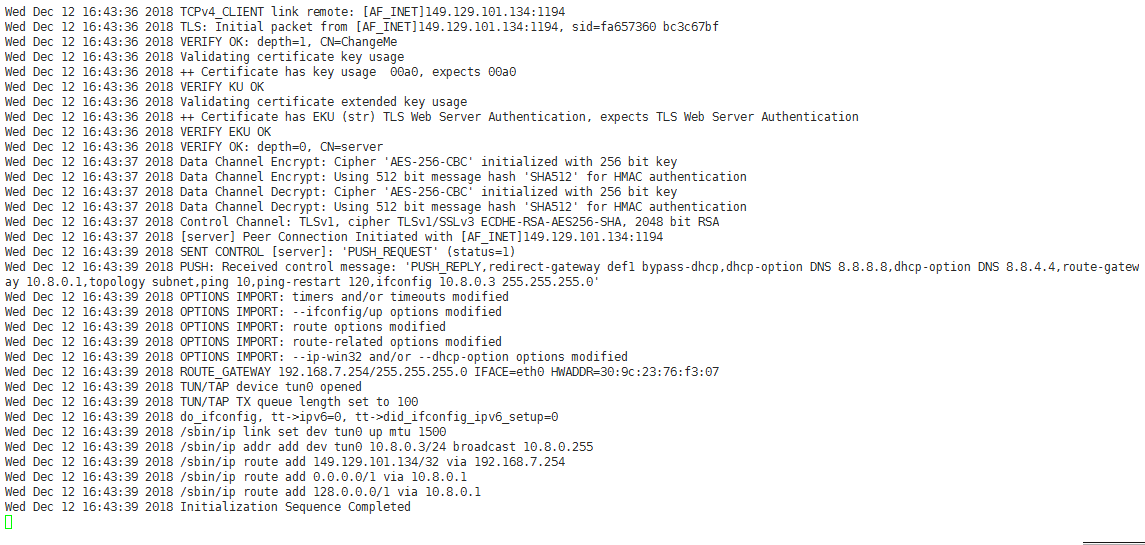 Wed Dec 12 16:43:36 2018 TCPv4_CLIENT link remote: [AF_INET]149.129.101.134:1194
Wed Dec 12 16:43:36 2018 TLS: Initial packet from [AF_INET]149.129.101.134:1194, sid=fa657360 bc3c67bf
Wed Dec 12 16:43:36 2018 VERIFY OK: depth=1, CN=ChangeMe
Wed Dec 12 16:43:36 2018 Validating certificate key usage
Wed Dec 12 16:43:36 2018 ++ Certificate has key usage  00a0, expects 00a0
Wed Dec 12 16:43:36 2018 VERIFY KU OK
Wed Dec 12 16:43:36 2018 Validating certificate extended key usage
Wed Dec 12 16:43:36 2018 ++ Certificate has EKU (str) TLS Web Server Authentication, expects TLS Web Server Authentication
Wed Dec 12 16:43:36 2018 VERIFY EKU OK
Wed Dec 12 16:43:36 2018 VERIFY OK: depth=0, CN=server
Wed Dec 12 16:43:37 2018 Data Channel Encrypt: Cipher 'AES-256-CBC' initialized with 256 bit key
Wed Dec 12 16:43:37 2018 Data Channel Encrypt: Using 512 bit message hash 'SHA512' for HMAC authentication
Wed Dec 12 16:43:37 2018 Data Channel Decrypt: Cipher 'AES-256-CBC' initialized with 256 bit key
Wed Dec 12 16:43:37 2018 Data Channel Decrypt: Using 512 bit message hash 'SHA512' for HMAC authentication
Wed Dec 12 16:43:37 2018 Control Channel: TLSv1, cipher TLSv1/SSLv3 ECDHE-RSA-AES256-SHA, 2048 bit RSA
Wed Dec 12 16:43:37 2018 [server] Peer Connection Initiated with [AF_INET]149.129.101.134:1194
Wed Dec 12 16:43:39 2018 SENT CONTROL [server]: 'PUSH_REQUEST' (status=1)
Wed Dec 12 16:43:39 2018 PUSH: Received control message: 'PUSH_REPLY,redirect-gateway def1 bypass-dhcp,dhcp-option DNS 8.8.8.8,dhcp-option DNS 8.8.4.4,route-gatew
ay 10.8.0.1,topology subnet,ping 10,ping-restart 120,ifconfig 10.8.0.3 255.255.255.0'
Wed Dec 12 16:43:39 2018 OPTIONS IMPORT: timers and/or timeouts modified
Wed Dec 12 16:43:39 2018 OPTIONS IMPORT: --ifconfig/up options modified
Wed Dec 12 16:43:39 2018 OPTIONS IMPORT: route options modified
Wed Dec 12 16:43:39 2018 OPTIONS IMPORT: route-related options modified
Wed Dec 12 16:43:39 2018 OPTIONS IMPORT: --ip-win32 and/or --dhcp-option options modified
Wed Dec 12 16:43:39 2018 ROUTE_GATEWAY 192.168.7.254/255.255.255.0 IFACE=eth0 HWADDR=30:9c:23:76:f3:07
Wed Dec 12 16:43:39 2018 TUN/TAP device tun0 opened
Wed Dec 12 16:43:39 2018 TUN/TAP TX queue length set to 100
Wed Dec 12 16:43:39 2018 do_ifconfig, tt->ipv6=0, tt->did_ifconfig_ipv6_setup=0
Wed Dec 12 16:43:39 2018 /sbin/ip link set dev tun0 up mtu 1500
Wed Dec 12 16:43:39 2018 /sbin/ip addr add dev tun0 10.8.0.3/24 broadcast 10.8.0.255
Wed Dec 12 16:43:39 2018 /sbin/ip route add 149.129.101.134/32 via 192.168.7.254
Wed Dec 12 16:43:39 2018 /sbin/ip route add 0.0.0.0/1 via 10.8.0.1
Wed Dec 12 16:43:39 2018 /sbin/ip route add 128.0.0.0/1 via 10.8.0.1
Wed Dec 12 16:43:39 2018 Initialization Sequence Completed